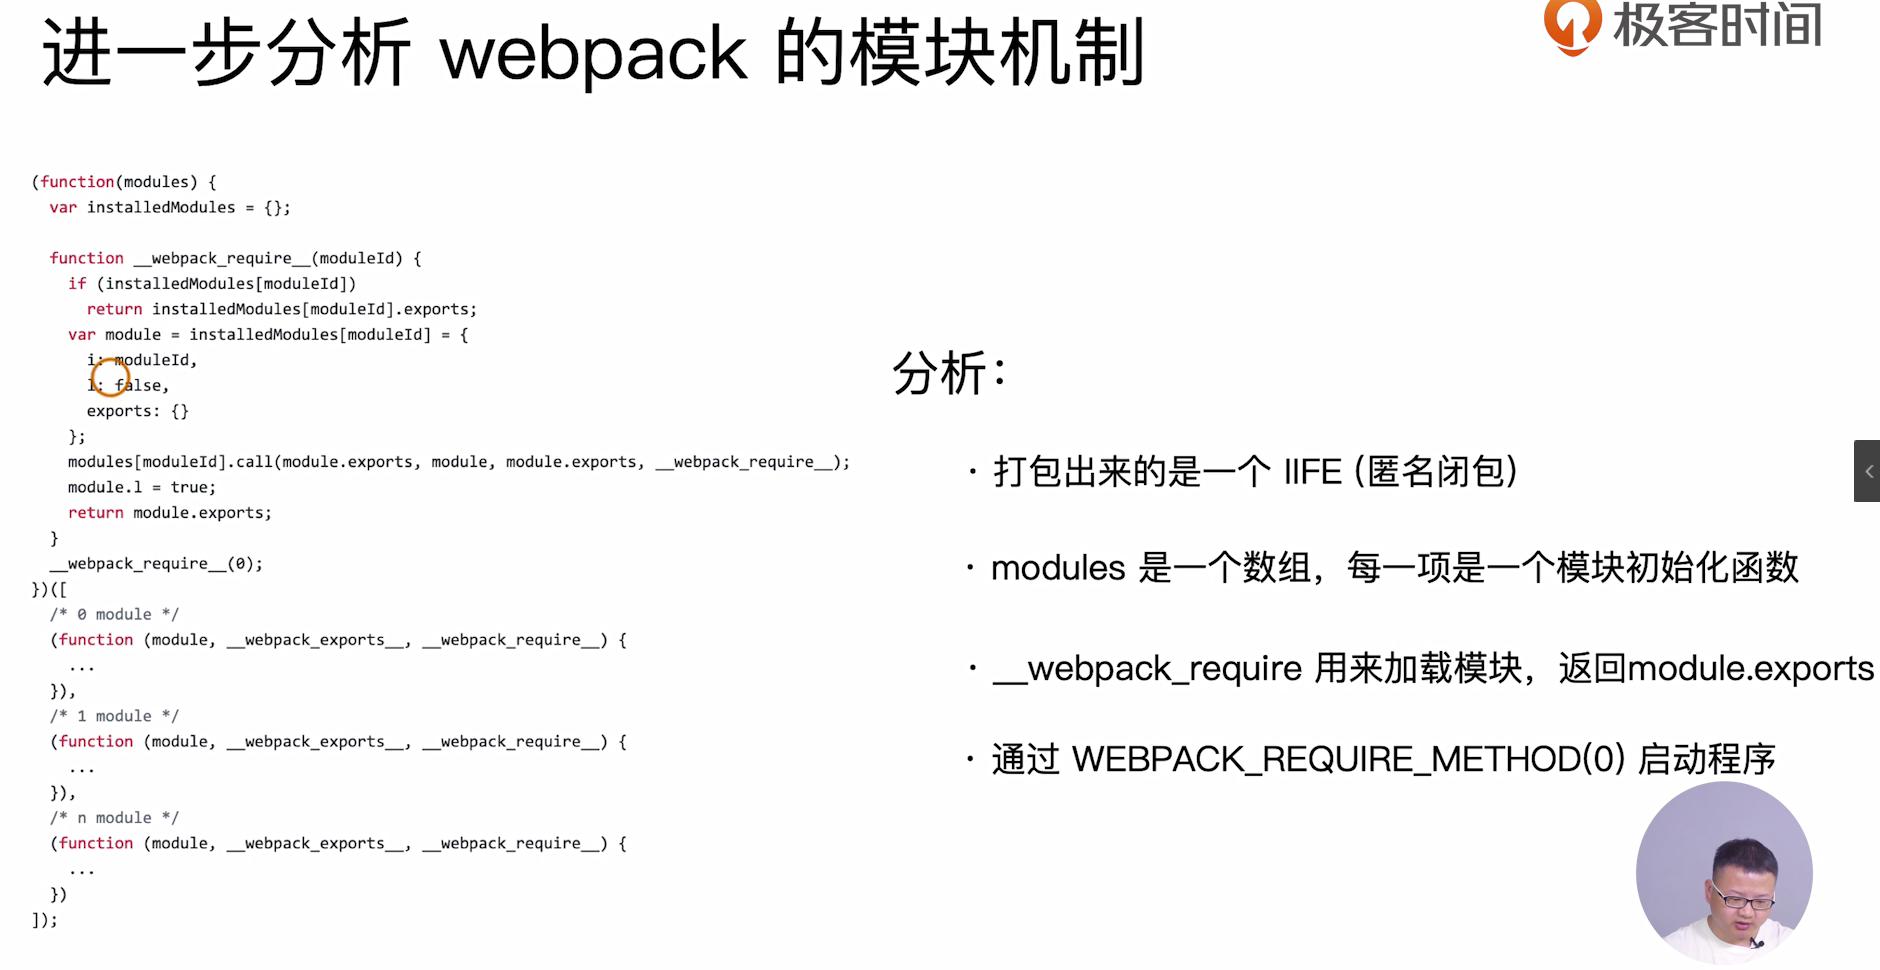 进一步分析 webpack 的模块机制
极客时间
(function(modules) {
  var installedModules = {};
  function __webpack_require__(moduleId) {
    if (installedModules[moduleId])
      return installedModules[moduleId].exports;
    var module = installedModules[moduleId] = {
      i: moduleId,
      l: false,
      exports: {}
    };
    modules[moduleId].call(module.exports, module, module.exports, __webpack_require__);
    module.l = true;
    return module.exports;
  }
  __webpack_require__(0);
})([
  /* 0 module */
  (function (module, __webpack_exports__, __webpack_require__) {
    ...
  }),
  /* 1 module */
  (function (module, __webpack_exports__, __webpack_require__) {
    ...
  }),
  /* n module */
  (function (module, __webpack_exports__, __webpack_require__) {
    ...
  })
]);
分析：
· 打包出来的是一个 IIFE (匿名闭包)
· modules 是一个数组，每一项是一个模块初始化函数
· __webpack_require 用来加载模块，返回module.exports
· 通过 WEBPACK_REQUIRE_METHOD(0) 启动程序